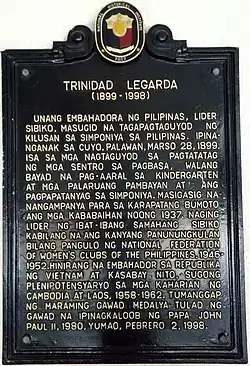 TRINIDAD LEGARDA
(1899-1998)
UNANG EMBAHADORA NG PILIPINAS, LIDER
SIBIKO, MASUGID NA TAGAPAGTAGUYOD NG
KILUSAN SA SIMPONIYA SA PILIPINAS. IPINA-
NGANAK SA CUYO, PALAWAN, MARSO 28, 1899.
ISA SA MGA NAGTAGUYOD SA PAGTATATAG
NG MGA SENTRO SA PAGBASA, WALANG
BAYAD NA PAG-AARAL SA KINDERGARTEN
AT MGA PALARUANG PAMBAYAN AT ANG
PAGPAPATANYAG SA SIMPONIYA. MASIGASIG NA
NANGAMPANYA PARA SA KARAPATANG BUMOTO
ANG MGA KABABAIHAN NOONG 1937. NAGING
LIDER NG IBAT-IBANG SAMAHANG SIBIKO
KABILANG NA ANG KANYANG PANUNUNGKULAN
BILANG PANGULO NG NATIONAL FEDERATION
OF WOMEN'S CLUBS OF THE PHILIPPINES, 1946-
1952. HINIRANG NA EMBAHADOR SA REPUBLIKA
AT VIETNAM AT KASABAY NITO SUGONG
PLENIPOTENSYARYO SA MGA KAHARIAN NG
CAMBODIA AT LAOS, 1958-1962. TUMANGGAP
NG MARAMING GAWAD MEDALYA TULAD NG
GAWAD NA IPINAGKALOOB NG PAPA JOHN
PAUL II, 1980, YUMAO, PEBRERO 2, 1998.